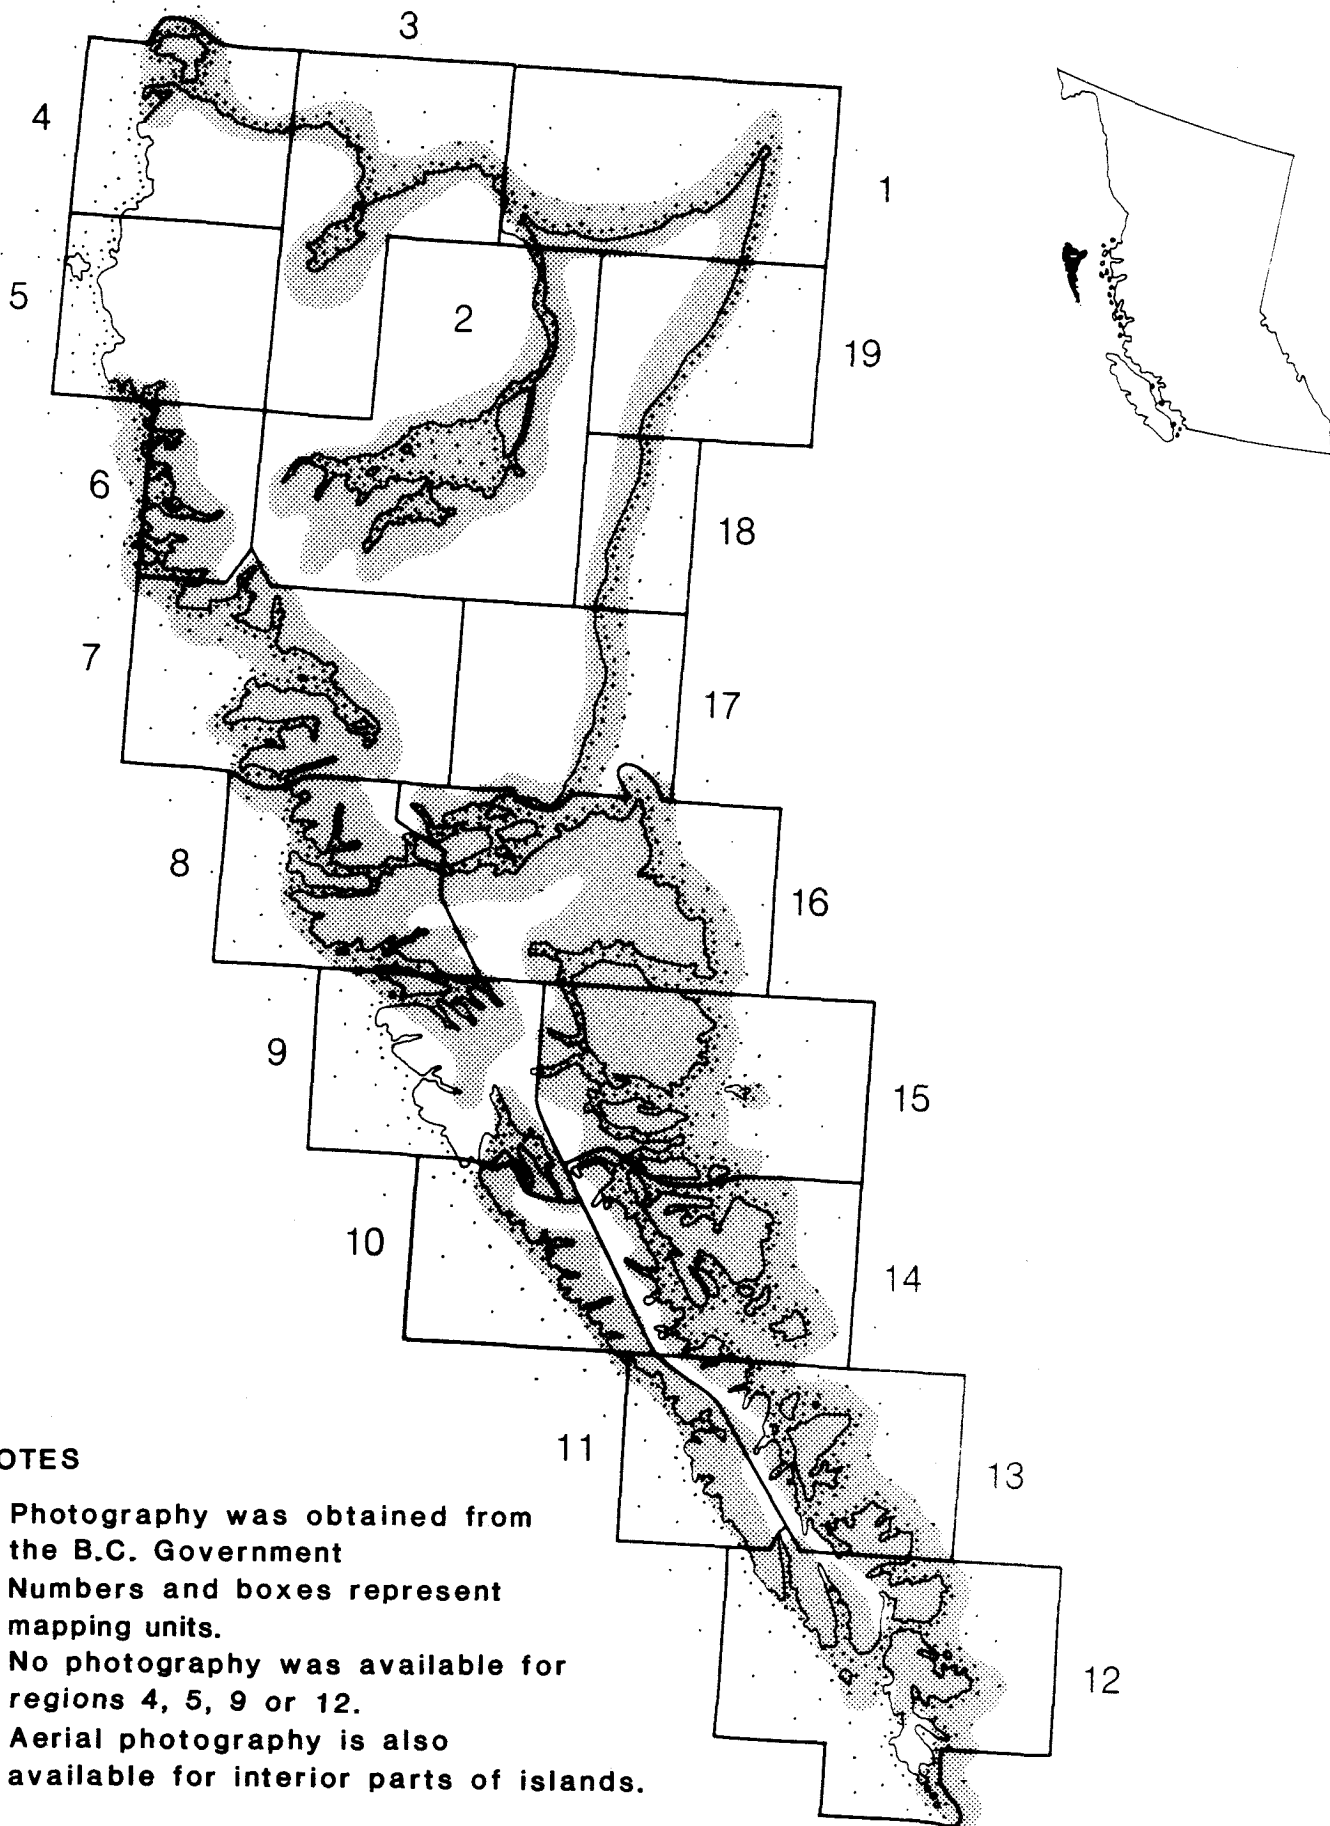 3
4
1
5
2
19
6
18
7
17
8
16
9
15
10
14
11
13
12
OTES
Photography was obtained from
the B.C. Government
Numbers and boxes represent
mapping units.
No photography was available for
regions 4, 5, 9 or 12.
Aerial photography is also
available for interior parts of islands.